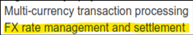 Multi-currency transaction processing
FX rate management and settlement